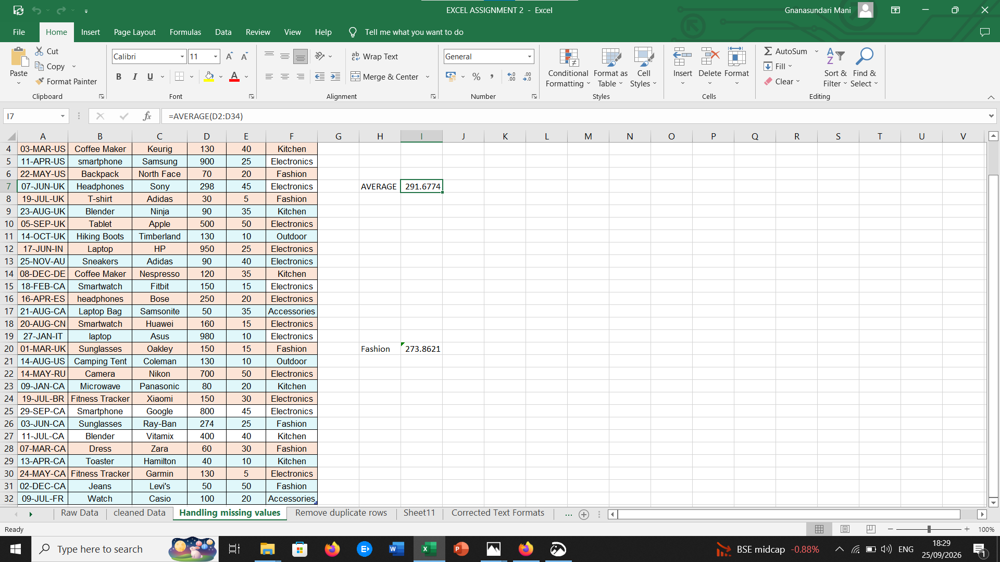 EXCEL ASSIGNMENT 2 - Excel
Gnanasundari Mani
File Home Insert Page Layout Formulas Data Review View Help Tell me what you want to do
Paste
Cut
Copy
Format Painter
Clipboard
Calibri 11
B I U A
Font
Wrap Text
Merge & Center
Alignment
General
% ,
Number
Conditional Formatting
Format as Table
Cell Styles
Styles
Insert Delete Format
Cells
AutoSum
Fill
Clear
Sort & Filter
Find & Select
Editing
I7 fx =AVERAGE(D2:D34)
A B C D E F G H I J K L M N O P Q R S T U V
4 03-MAR-US Coffee Maker Keurig 130 40 Kitchen
5 11-APR-US smartphone Samsung 900 25 Electronics
6 22-MAY-US Backpack North Face 70 20 Fashion
7 07-JUN-UK Headphones Sony 298 45 Electronics AVERAGE 291.6774
8 19-JUL-UK T-shirt Adidas 30 5 Fashion
9 23-AUG-UK Blender Ninja 90 35 Kitchen
10 05-SEP-UK Tablet Apple 500 50 Electronics
11 14-OCT-UK Hiking Boots Timberland 130 10 Outdoor
12 17-JUN-IN Laptop HP 950 25 Electronics
13 25-NOV-AU Sneakers Adidas 90 40 Electronics
14 08-DEC-DE Coffee Maker Nespresso 120 35 Kitchen
15 18-FEB-CA Smartwatch Fitbit 150 15 Electronics
16 16-APR-ES headphones Bose 250 20 Electronics
17 21-AUG-CA Laptop Bag Samsonite 50 35 Accessories
18 20-AUG-CN Smartwatch Huawei 160 15 Electronics
19 27-JAN-IT laptop Asus 980 10 Electronics
20 01-MAR-UK Sunglasses Oakley 150 15 Fashion Fashion 273.8621
21 14-AUG-US Camping Tent Coleman 130 10 Outdoor
22 14-MAY-RU Camera Nikon 700 50 Electronics
23 09-JAN-CA Microwave Panasonic 80 20 Kitchen
24 19-JUL-BR Fitness Tracker Xiaomi 150 30 Electronics
25 29-SEP-CA Smartphone Google 800 45 Electronics
26 03-JUN-CA Sunglasses Ray-Ban 274 25 Fashion
27 11-JUL-CA Blender Vitamix 400 40 Kitchen
28 07-MAR-CA Dress Zara 60 30 Fashion
29 13-APR-CA Toaster Hamilton 40 10 Kitchen
30 24-MAY-CA Fitness Tracker Garmin 130 5 Electronics
31 02-DEC-CA Jeans Levi's 50 50 Fashion
32 09-JUL-FR Watch Casio 100 20 Accessories
Raw Data cleaned Data Handling missing values Remove duplicate rows Sheet11 Corrected Text Formats ...
Ready 100%
Type here to search
BSE midcap -0.88% ENG
18:29
25/09/2026
1